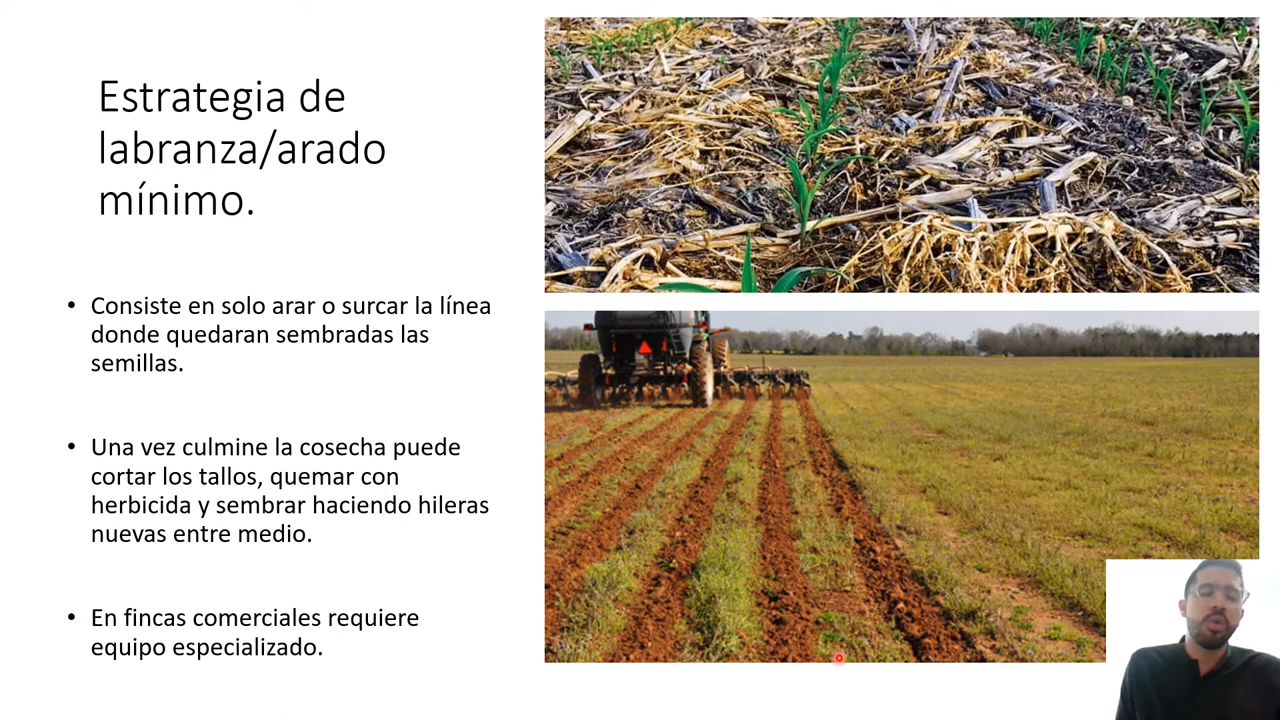 Estrategia de
labranza/arado
mínimo.
• Consiste en solo arar o surcar la línea
donde quedaran sembradas las
semillas.
• Una vez culmine la cosecha puede
cortar los tallos, quemar con
herbicida y sembrar haciendo hileras
nuevas entre medio.
• En fincas comerciales requiere
equipo especializado.